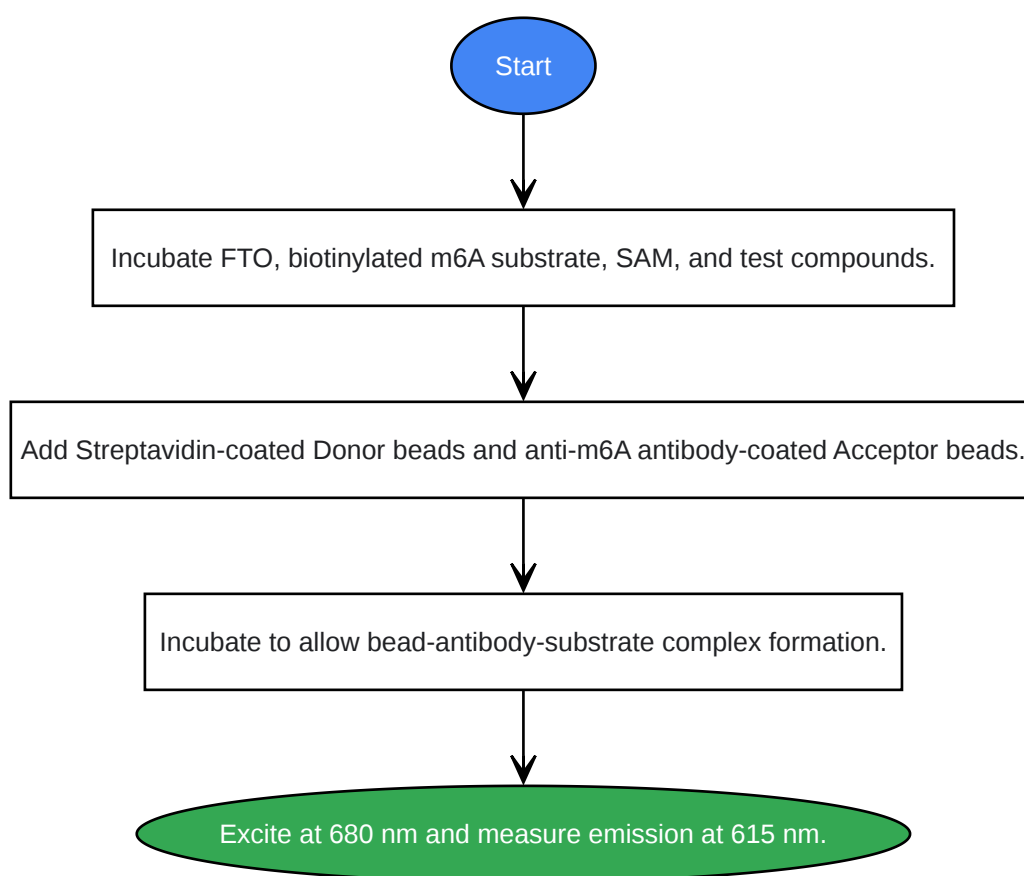 Start
Incubate FTO, biotinylated m6A substrate, SAM, and test compounds.
Add Streptavidin-coated Donor beads and anti-m6A antibody-coated Acceptor beads.
Incubate to allow bead-antibody-substrate complex formation.
Excite at 680 nm and measure emission at 615 nm.